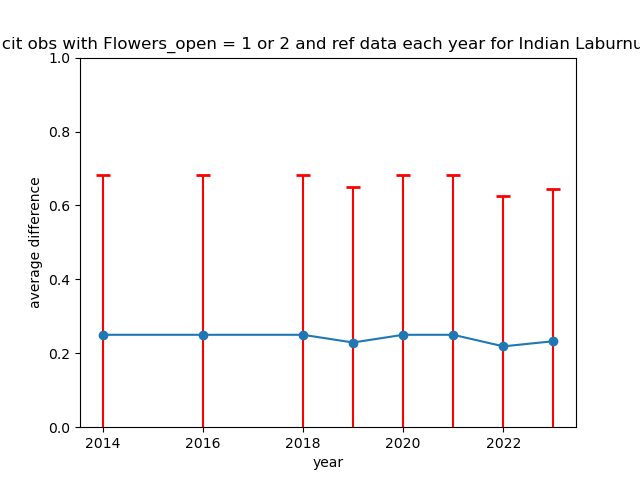 cit obs with Flowers_open = 1 or 2 and ref data each year for Indian Laburnu
1.0
0.8
0.6
0.4
0.2
0.0
average difference
2014 2016 2018 2020 2022
year